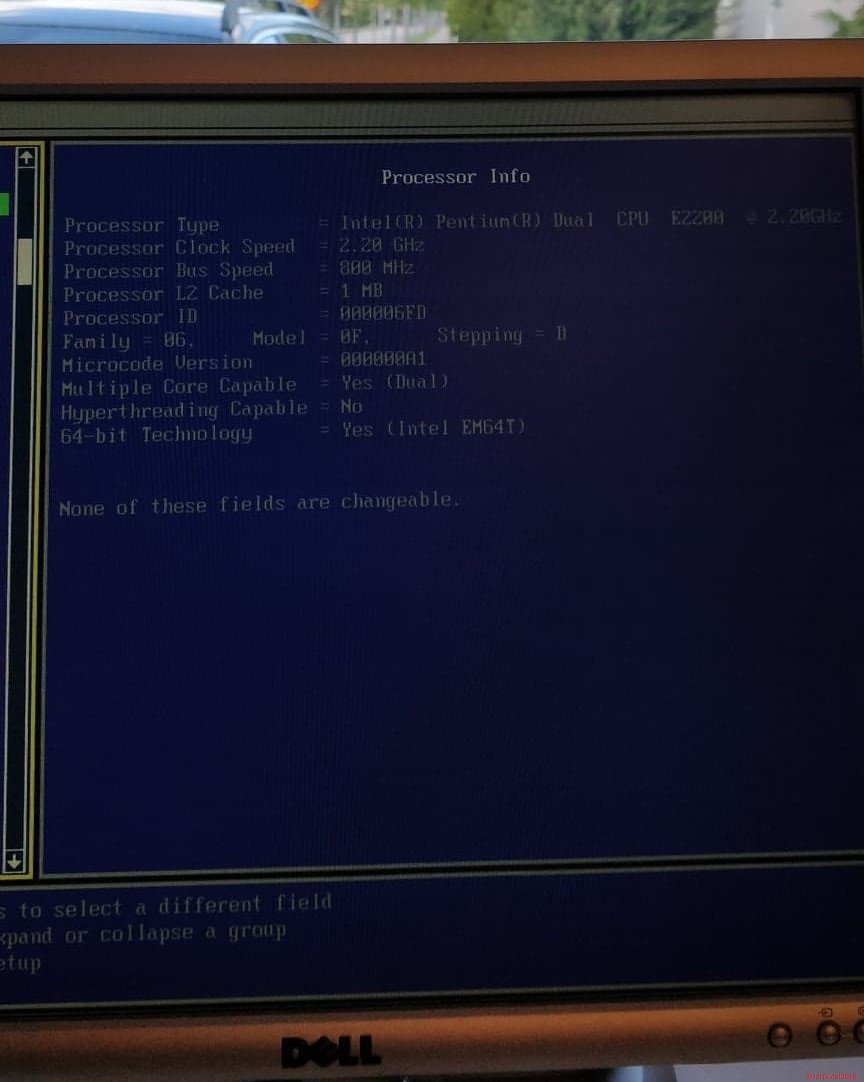 Processor Info
Processor Type = Intel(R) Pentium(R) Dual CPU E2200 @ 2.20GHz
Processor Clock Speed = 2.20 GHz
Processor Bus Speed = 800 MHz
Processor L2 Cache = 1 MB
Processor ID = 000006FD
Family = 06, Model = 0F, Stepping = D
Microcode Version = 000000A1
Multiple Core Capable = Yes (Dual)
Hyperthreading Capable = No
64-bit Technology = Yes (Intel EM64T)
None of these fields are changeable.
s to select a different field
xpand or collapse a group
etup
DELL